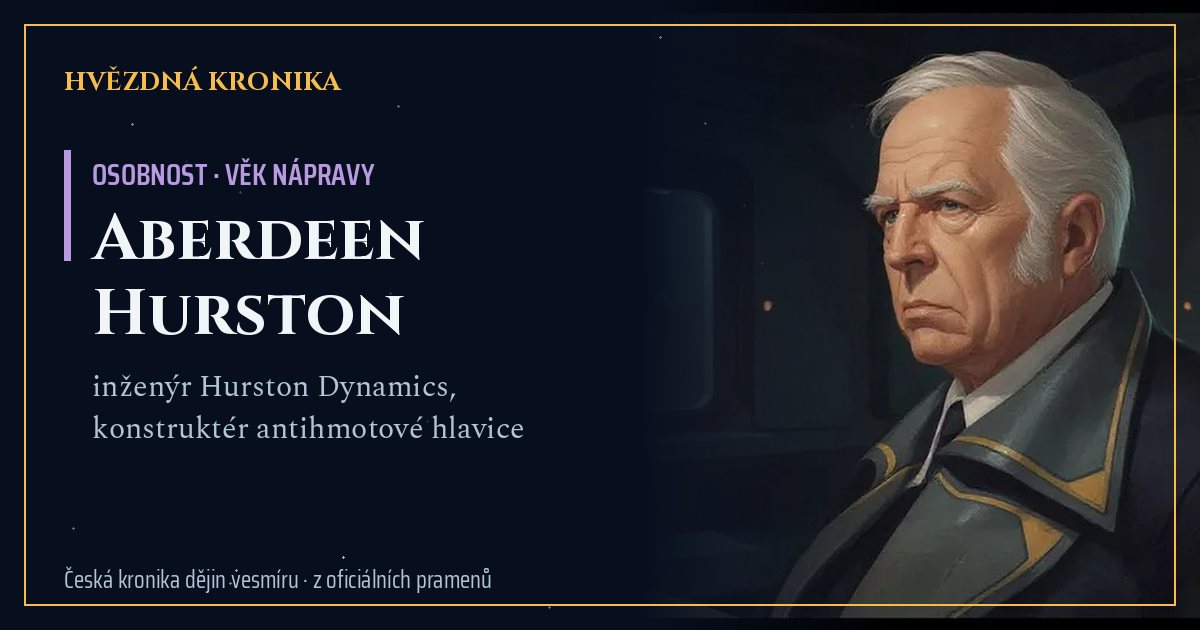 HVĚZDNÁ KRONIKA
OSOBNOST · VĚK NÁPRAVY
ABERDEEN
HURSTON
inženýr Hurston Dynamics,
konstruktér antihmotové hlavice
Česká kronika dějin vesmíru · z oficiálních pramenů